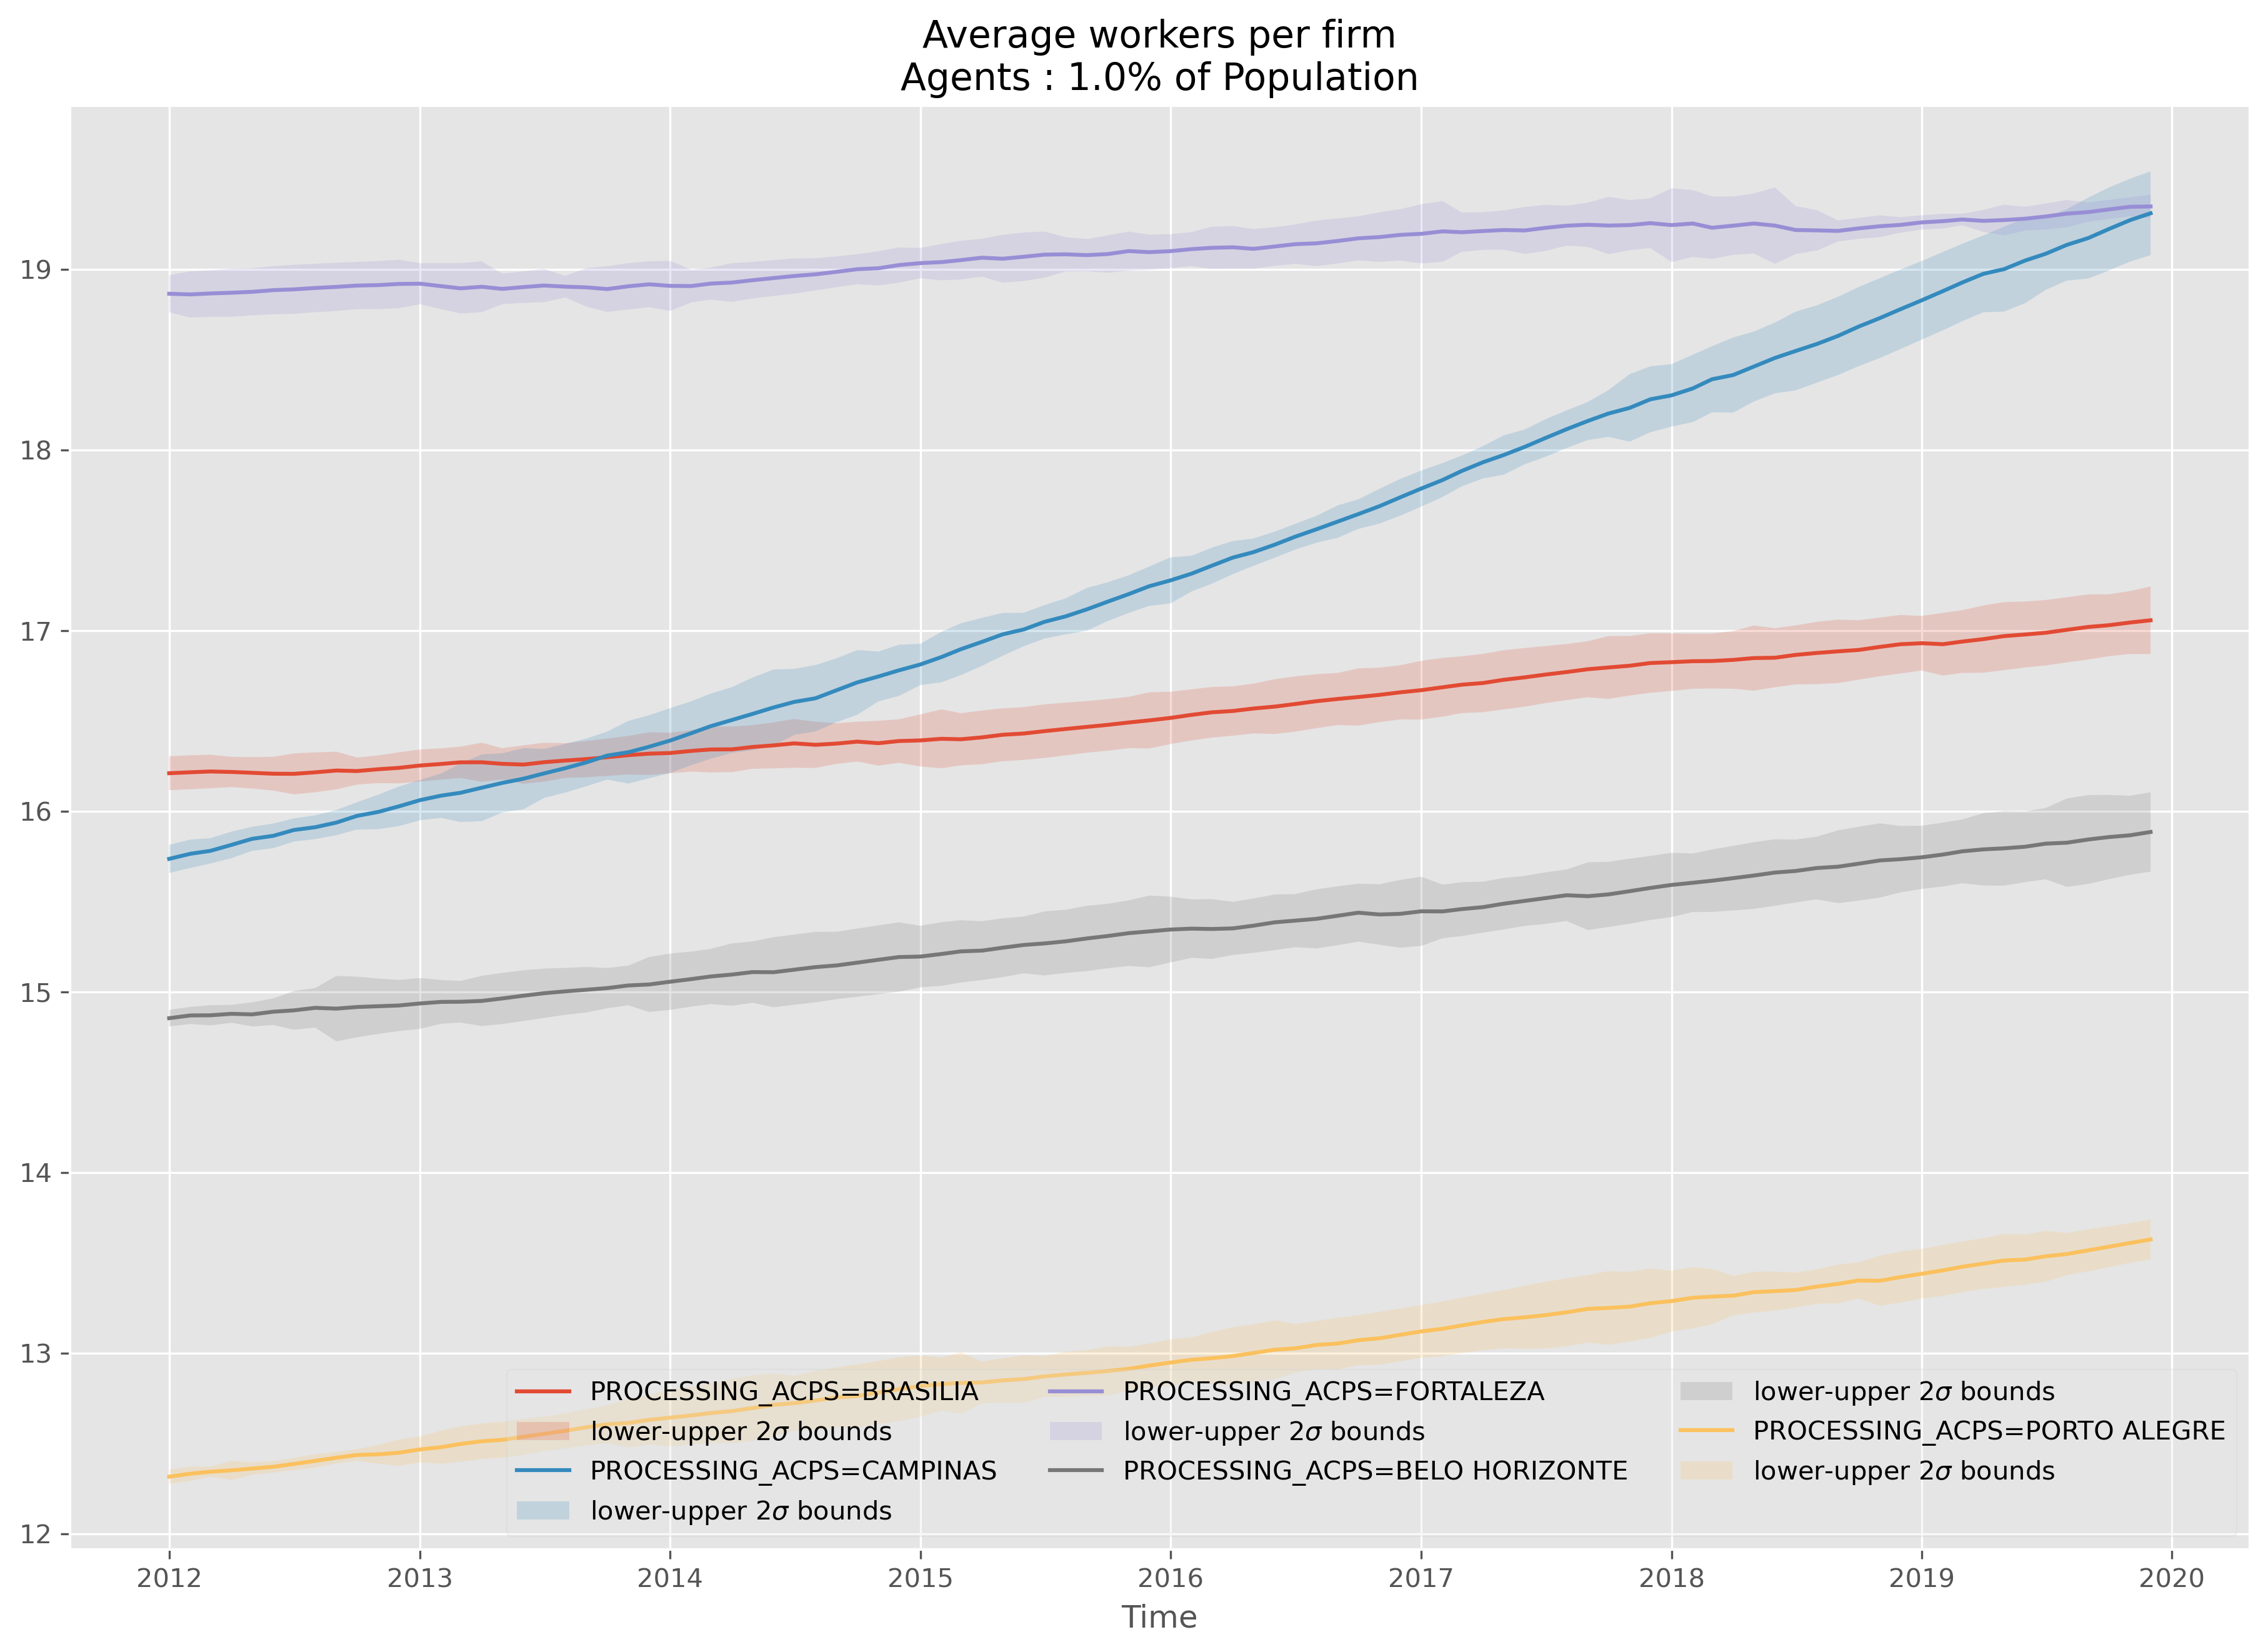 Average workers per firm
Agents : 1.0% of Population
19
18
17
16
15
14
13
12
PROCESSING_ACPS=BRASILIA
lower-upper 2σ bounds
PROCESSING_ACPS=CAMPINAS
lower-upper 2σ bounds
PROCESSING_ACPS=FORTALEZA
lower-upper 2σ bounds
PROCESSING_ACPS=BELO HORIZONTE
lower-upper 2σ bounds
PROCESSING_ACPS=PORTO ALEGRE
lower-upper 2σ bounds
2012 2013 2014 2015 2016 2017 2018 2019 2020
Time